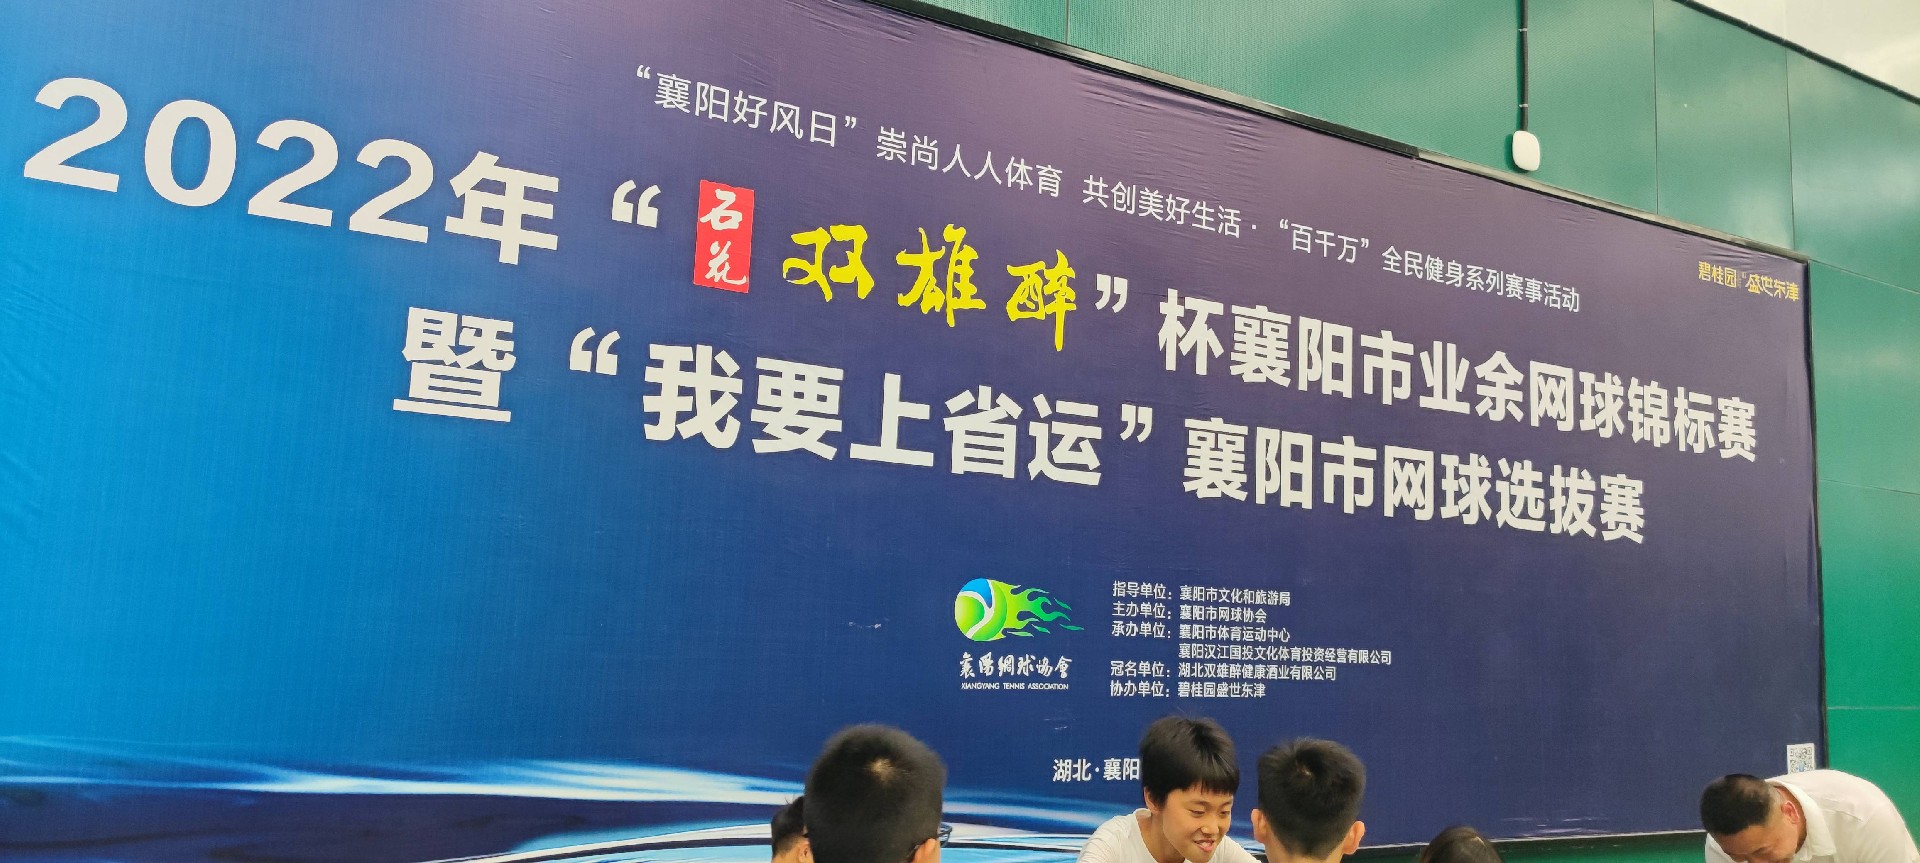 “襄阳好风日”崇尚人人体育 共创美好生活·“百千万”全民健身系列赛事活动
碧桂园 盛世东津
2022年“石花 双雄醉”杯襄阳市业余网球锦标赛
暨“我要上省运”襄阳市网球选拔赛
襄陽網球協會
XIANGYANG TENNIS ASSOCIATION
指导单位：襄阳市文化和旅游局
主办单位：襄阳市网球协会
承办单位：襄阳市体育运动中心
襄阳汉江国投文化体育投资经营有限公司
冠名单位：湖北双雄醉健康酒业有限公司
协办单位：碧桂园盛世东津
湖北·襄阳